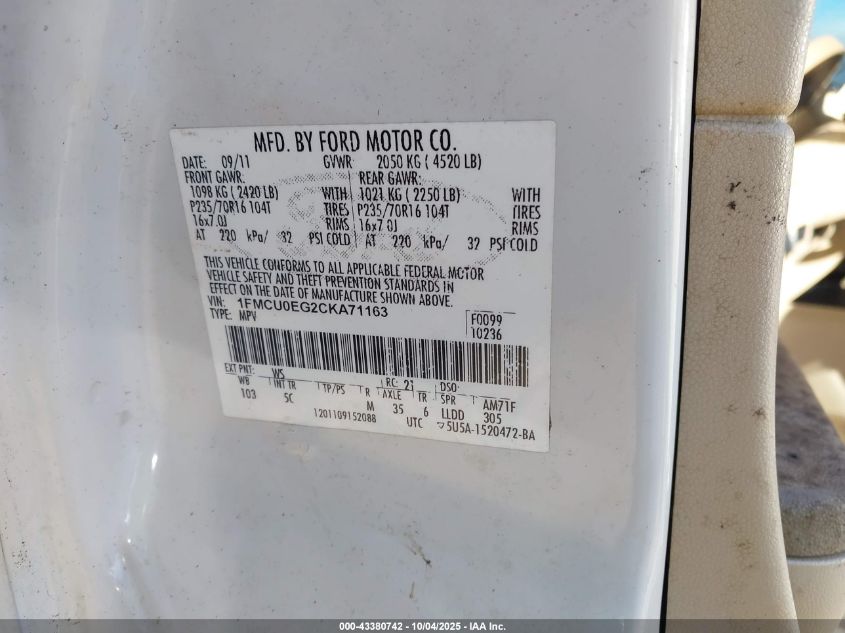 MFD. BY FORD MOTOR CO.
DATE: 09/11 GVWR: 2050 KG ( 4520 LB)
FRONT GAWR: REAR GAWR:
1098 KG ( 2420 LB) WITH 1021 KG ( 2250 LB) WITH
P235/70R16 104T TIRES P235/70R16 104T TIRES
16x7.0J RIMS 16x7.0J RIMS
AT 220 kPa/ 32 PSI COLD AT 220 kPa/ 32 PSI COLD
THIS VEHICLE CONFORMS TO ALL APPLICABLE FEDERAL MOTOR
VEHICLE SAFETY AND THEFT PREVENTION STANDARDS IN
EFFECT ON THE DATE OF MANUFACTURE SHOWN ABOVE.
VIN: 1FMCU0EG2CKA71163
TYPE: MPV
F0099
10236
EXT PNT: WS RC: 21 DSO:
WB INT TR TP/PS R AXLE TR SPR AM71F
103 5C M 35 6 LLDD 305
1201109152088 UTC 5U5A-1520472-BA
000-43380742 - 10/04/2025 - IAA Inc.